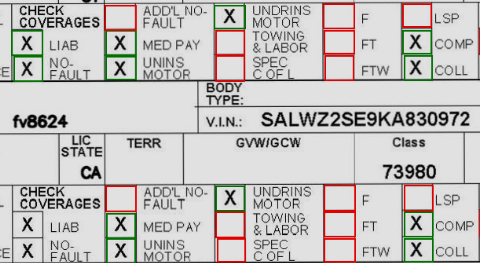 CHECK COVERAGES ADD'L NO-FAULT X UNDRINS MOTOR F LSP
X LIAB X MED PAY TOWING & LABOR FT X COMP
X NO-FAULT X UNINS MOTOR SPEC C OF L FTW X COLL
BODY TYPE:
fv8624 V.I.N.: SALWZ2SE9KA830972
LIC STATE TERR GVW/GCW Class
CA 73980
CHECK COVERAGES ADD'L NO-FAULT X UNDRINS MOTOR F LSP
X LIAB X MED PAY TOWING & LABOR FT X COMP
X NO-FAULT X UNINS MOTOR SPEC C OF L FTW X COLL